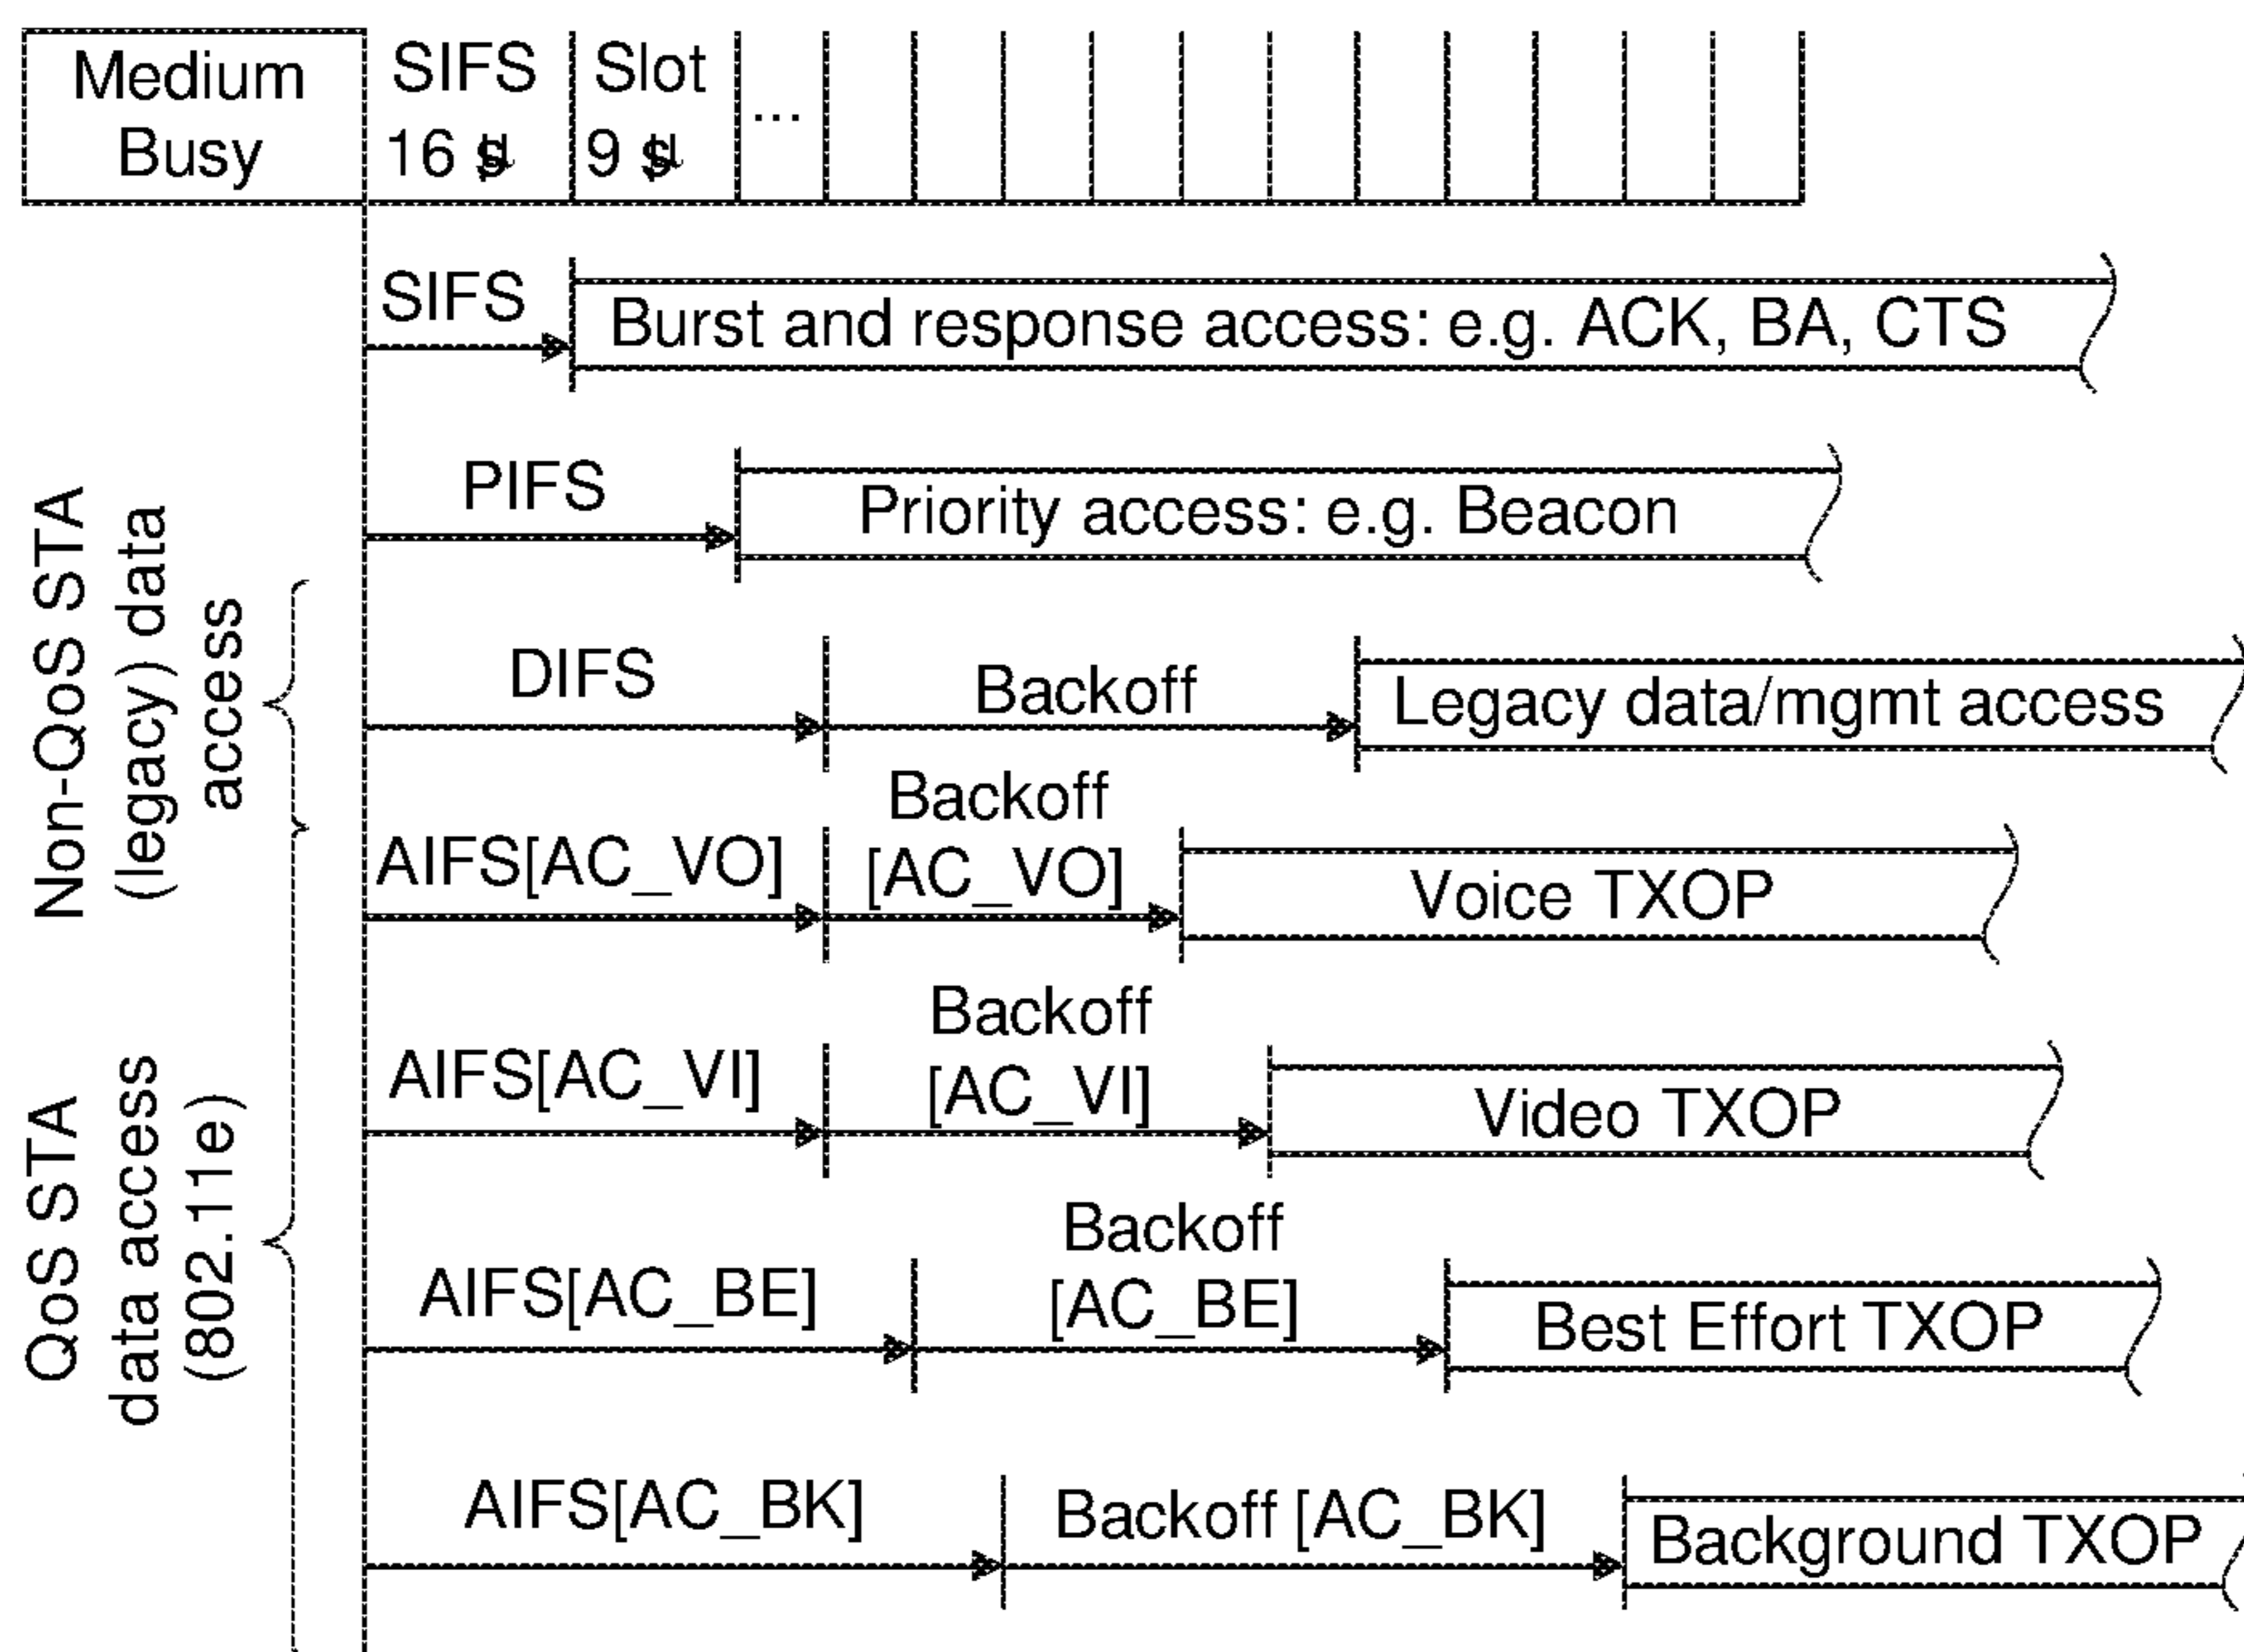 Medium
Busy
SIFS
16
Slot
9
...
SIFS
Burst and response access: e.g. ACK, BA, CTS
PIFS
Priority access: e.g. Beacon
Non-QoS STA
(legacy) data
access
DIFS
Backoff
Legacy data/mgmt access
AIFS[AC_VO]
Backoff
[AC_VO]
Voice TXOP
QoS STA
data access
(802.11e)
AIFS[AC_VI]
Backoff
[AC_VI]
Video TXOP
AIFS[AC_BE]
Backoff
[AC_BE]
Best Effort TXOP
AIFS[AC_BK]
Backoff [AC_BK]
Background TXOP